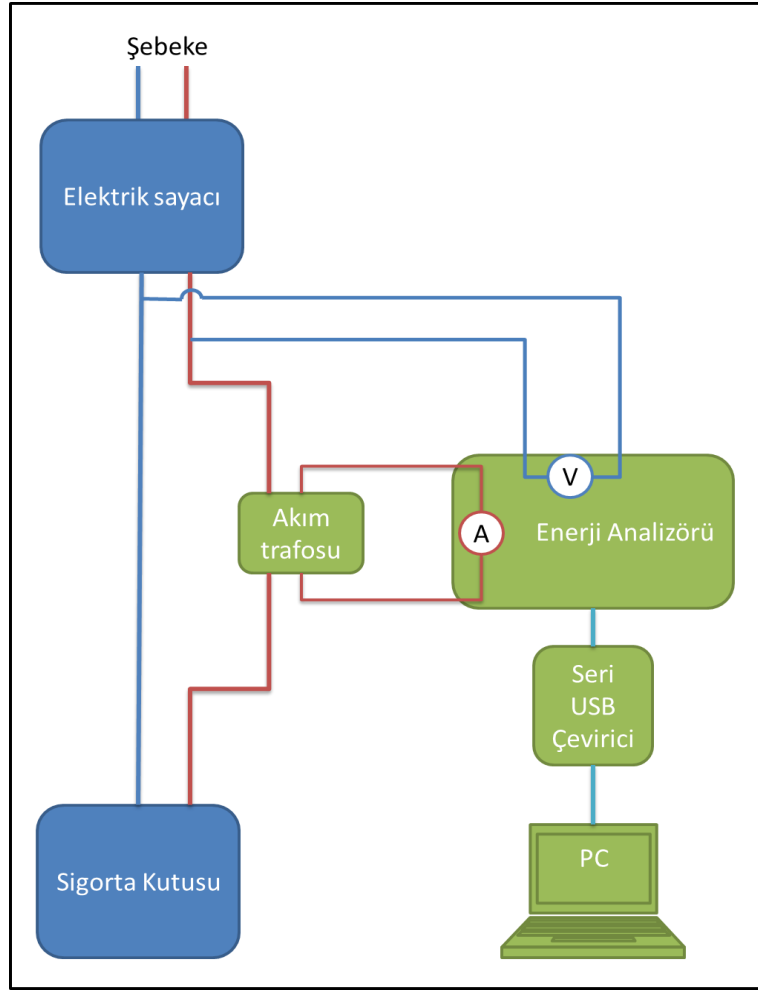 Şebeke
Elektrik sayacı
V
Akım
trafosu
A
Enerji Analizörü
Seri
USB
Çevirici
PC
Sigorta Kutusu